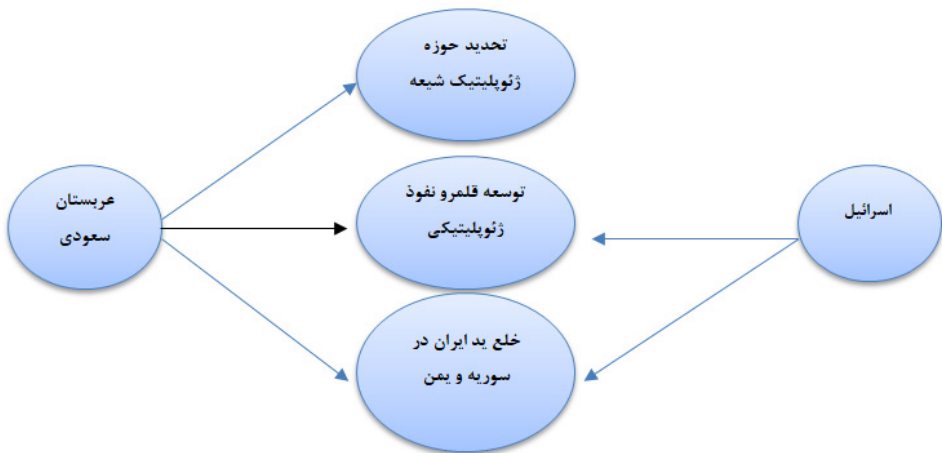 تحدید حوزه
ژئوپلیتیک شیعه
عربستان
سعودی
توسعه قلمرو نفوذ
ژئوپلیتیکی
اسرائیل
خلع ید ایران در
سوریه و یمن